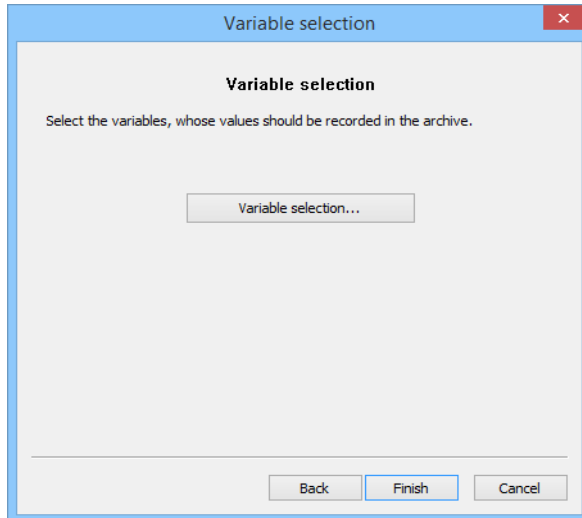 Variable selection
Variable selection
Select the variables, whose values should be recorded in the archive.
Variable selection...
Back Finish Cancel